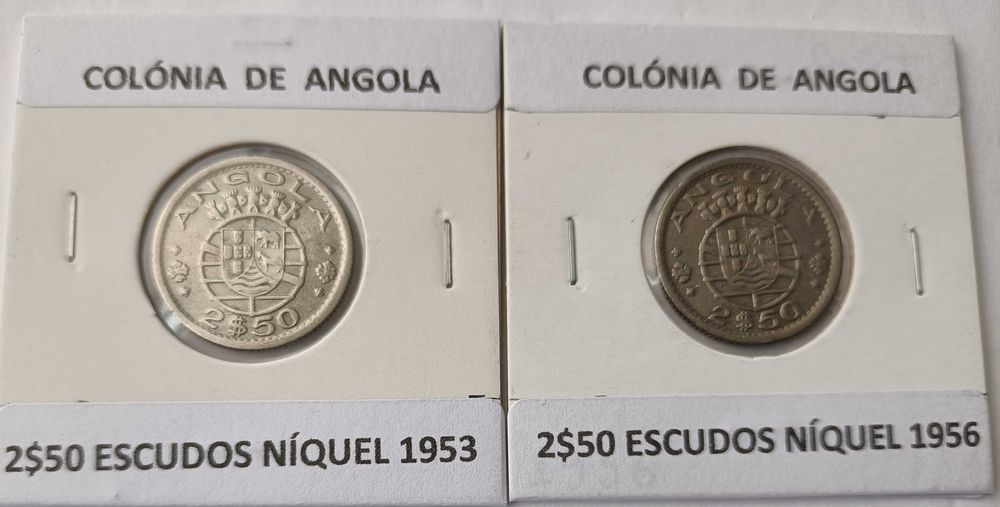 COLÓNIA DE ANGOLA
ANGOLA
2$50
2$50 ESCUDOS NÍQUEL 1953
COLÓNIA DE ANGOLA
ANGOLA
2$50
2$50 ESCUDOS NÍQUEL 1956